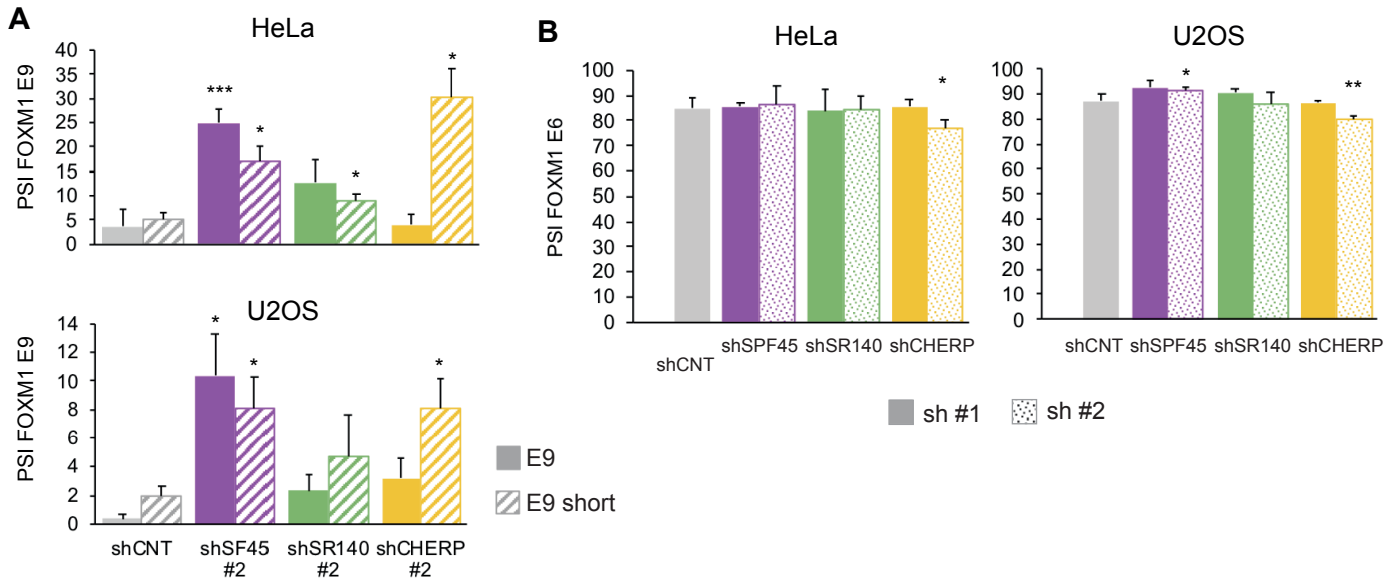 A
HeLa
PSI FOXM1 E9
40
35
30
25
20
15
10
5
0
***
*
*
*
U2OS
PSI FOXM1 E9
14
12
10
8
6
4
2
0
*
*
*
shCNT
shSF45 #2
shSR140 #2
shCHERP #2
E9
E9 short
B
HeLa
PSI FOXM1 E6
100
90
80
70
60
50
40
30
20
10
0
*
shCNT
shSPF45
shSR140
shCHERP
U2OS
100
90
80
70
60
50
40
30
20
10
0
*
**
shCNT
shSPF45
shSR140
shCHERP
sh #1
sh #2